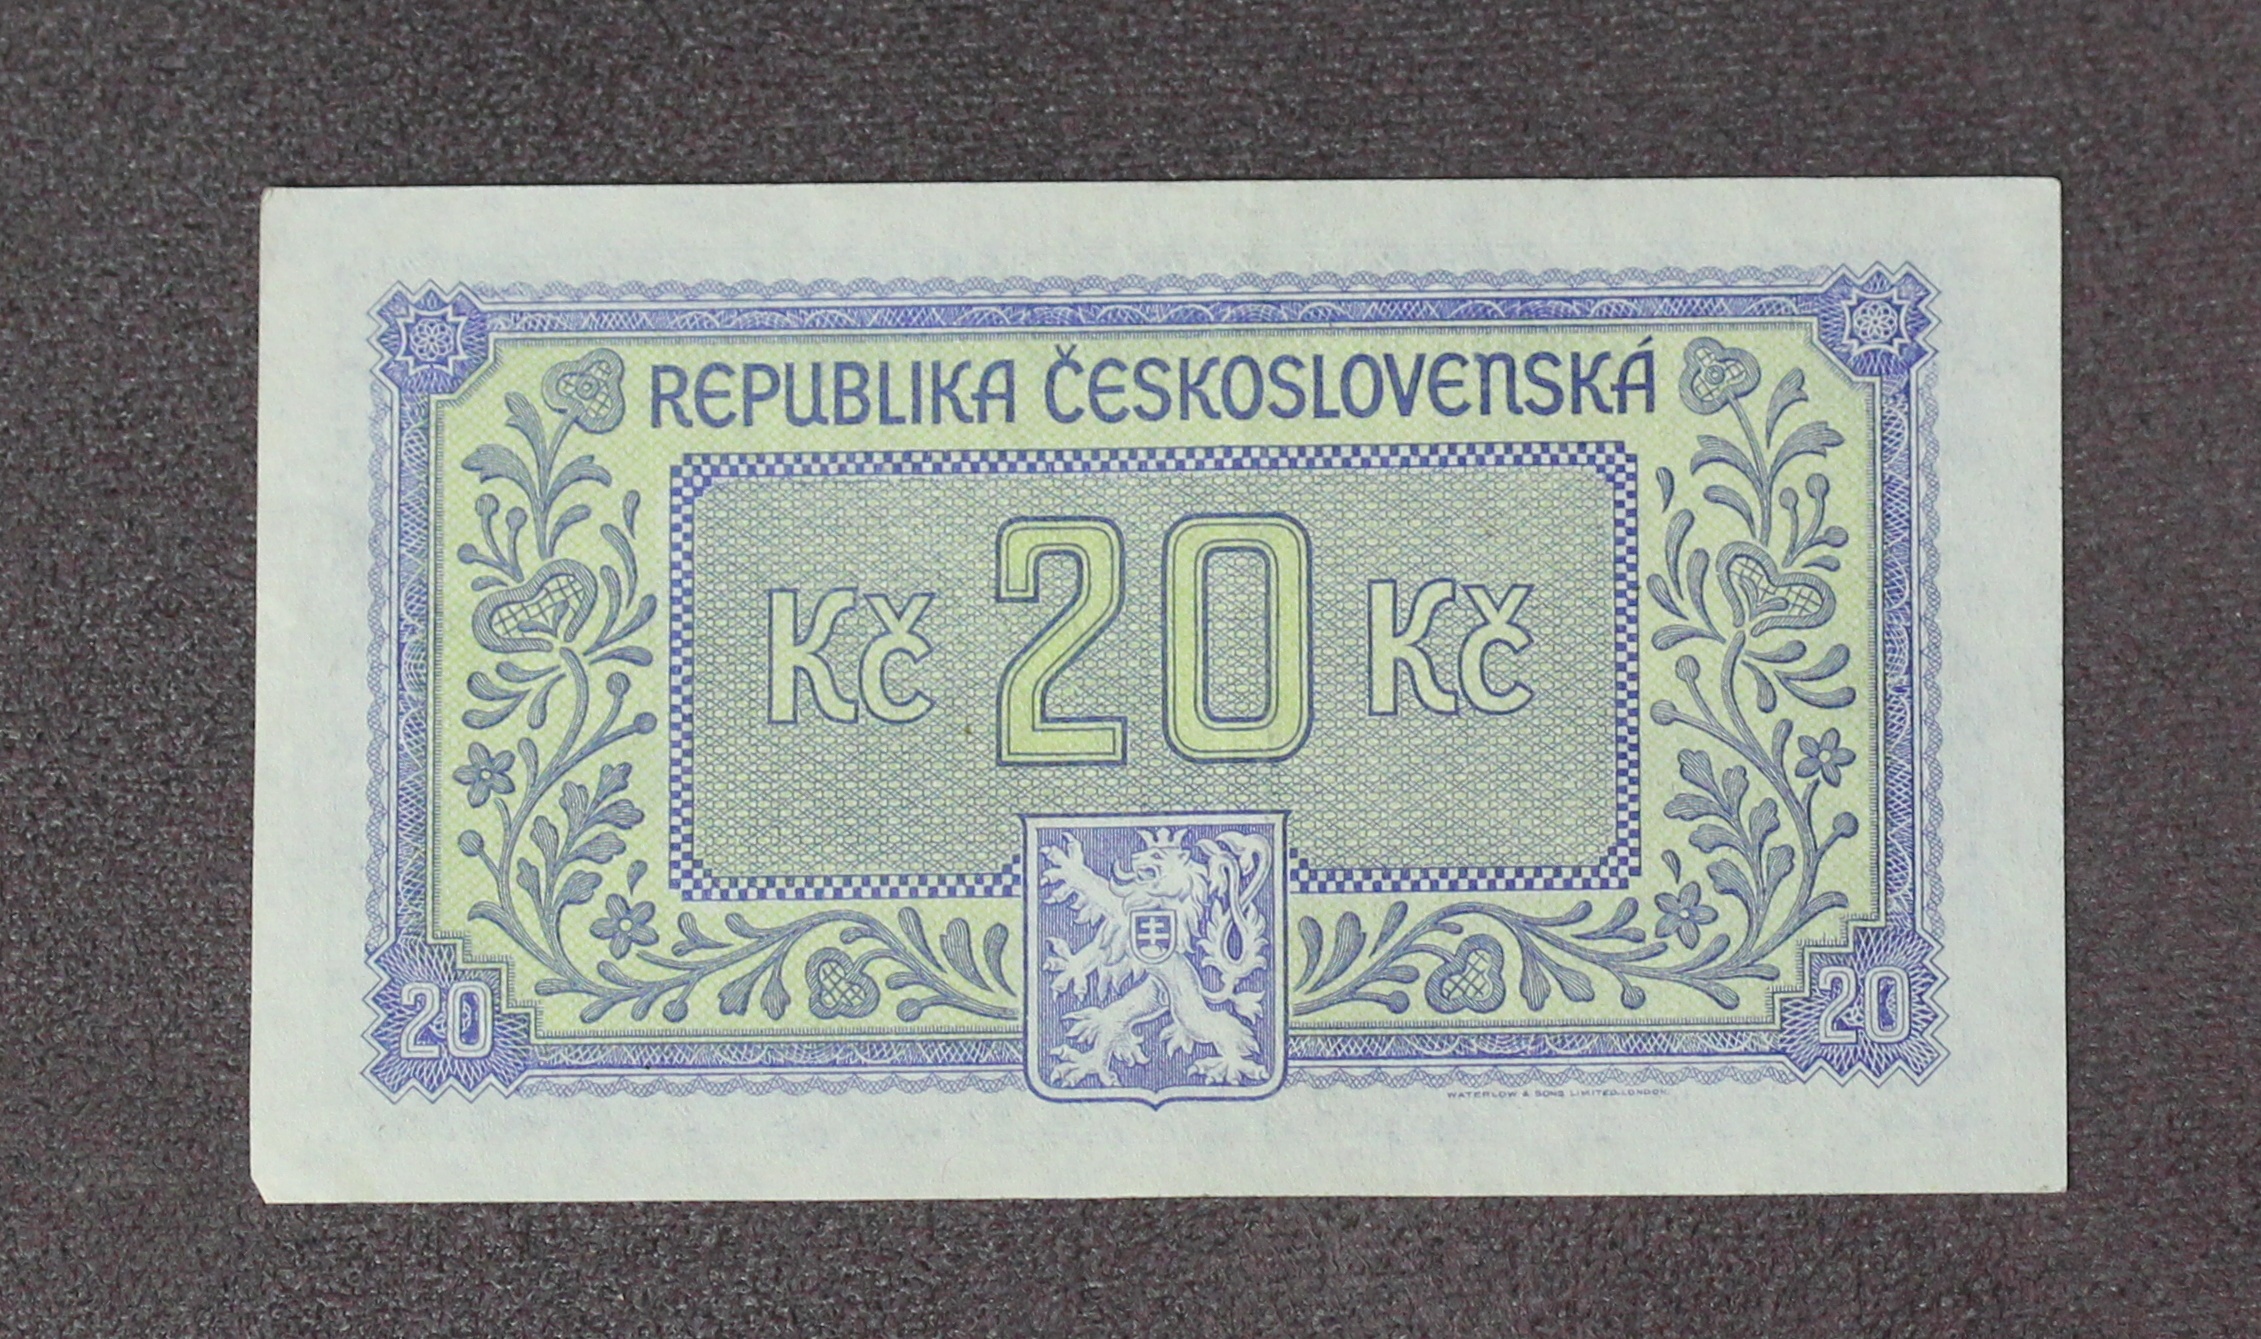 REPUBLIKA ČESKOSLOVENSKÁ
Kč 20 Kč
20 20
WATERLOW & SONS LIMITED.LONDON.